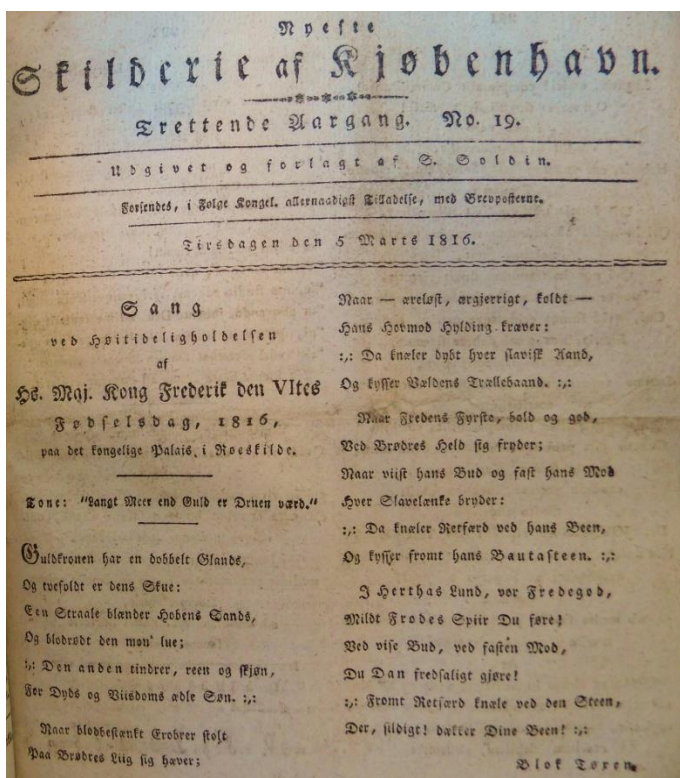 Nyeste
Skilderie af Kjøbenhavn.
Trettende Aargang. No. 19.
Udgivet og forlagt af S. Soldin.
Forsendes, i Følge Kongel. allernaadigst Tilladelse, med Brevposterne.
Tirsdagen den 5 Marts 1816.
Sang
ved Høitideligholdelsen
af
Hs. Maj. Kong Frederik den VItes
Fødselsdag, 1816,
paa det kongelige Palais i Roeskilde.
Tone: "Langt Meer end Guld er Druen værd."
Guldkronen har en dobbelt Glands,
Og tvefoldt er dens Skue:
Een Straale blænder Hobens Sands,
Og blodrødt den mon' lue;
:,: Den anden tindrer, reen og skjøn,
For Dyds og Viisdoms ædle Søn. :,:
Naar blodbestænkt Erobrer stolt
Paa Brødres Liig sig hæver;
Naar — æreløst, ærgjerrigt, koldt —
Hans Hovmod Hylding kræver:
:,: Da knæler dybt hver slavisk Aand,
Og kysser Vældens Trællebaand. :,:
Naar Fredens Fyrste, bold og god,
Ved Brødres Held sig fryder;
Naar viist hans Bud og fast hans Mod
Hver Slavelænke bryder:
:,: Da knæler Retfærd ved hans Been,
Og kysser fromt hans Bautasteen. :,:
I Herthas Lund, vor Fredegod,
Mildt Frodes Spiir Du føre!
Ved vise Bud, ved fasten Mod,
Du Dan fredsaligt gjøre!
:,: Fromt Retfærd knæle ved den Steen,
Der, sildigt! dækker Dine Been! :,:
Blok Tøxen.